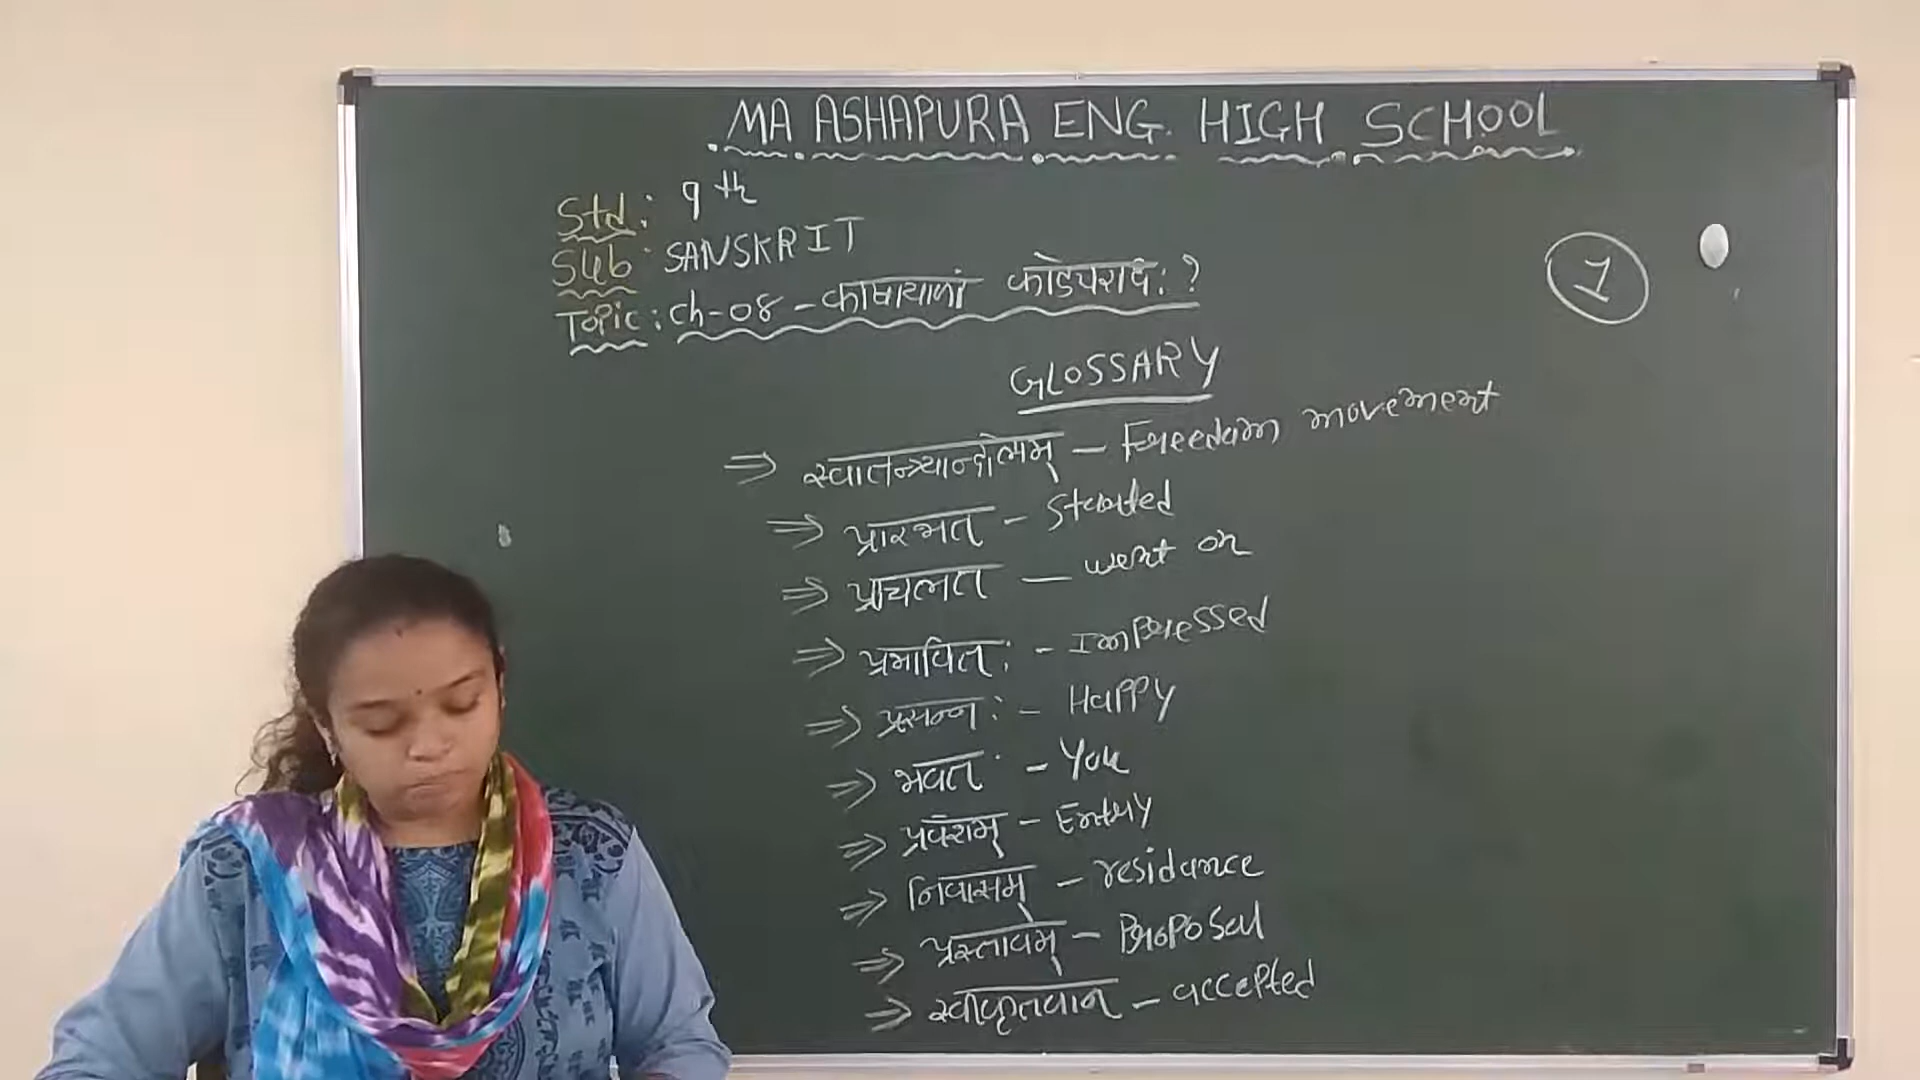 MA ASHAPURA ENG. HIGH SCHOOL
Std: 9th
Sub: SANSKRIT
Topic: ch-08 - काषायाणां कोडपराधः ?
1
GLOSSARY
⇒ स्वातन्त्र्यान्दोलनम् - Freedom movement
⇒ प्रारभत - Started
⇒ प्राचलत - went on
⇒ प्रभावितः - Impressed
⇒ प्रसन्नः - Happy
⇒ भवतः - You
⇒ प्रवेशम् - Entry
⇒ निवासम् - residance
⇒ प्रस्तावम् - Proposal
⇒ स्वीकृतवान - accepted